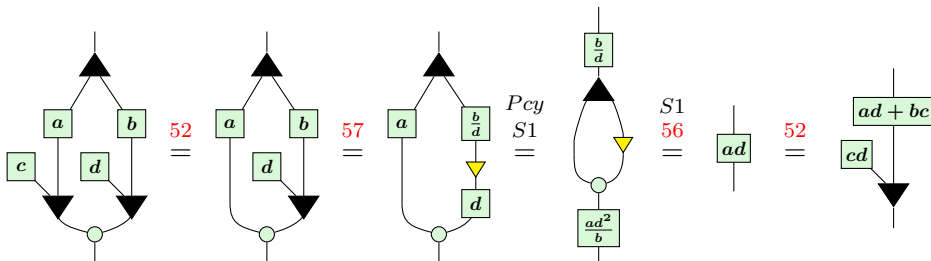 a b c d
52
=
a b d
57
=
a b/d d
Pcy
S1
=
b/d
ad²/b
S1
56
=
ad
52
=
ad + bc
cd